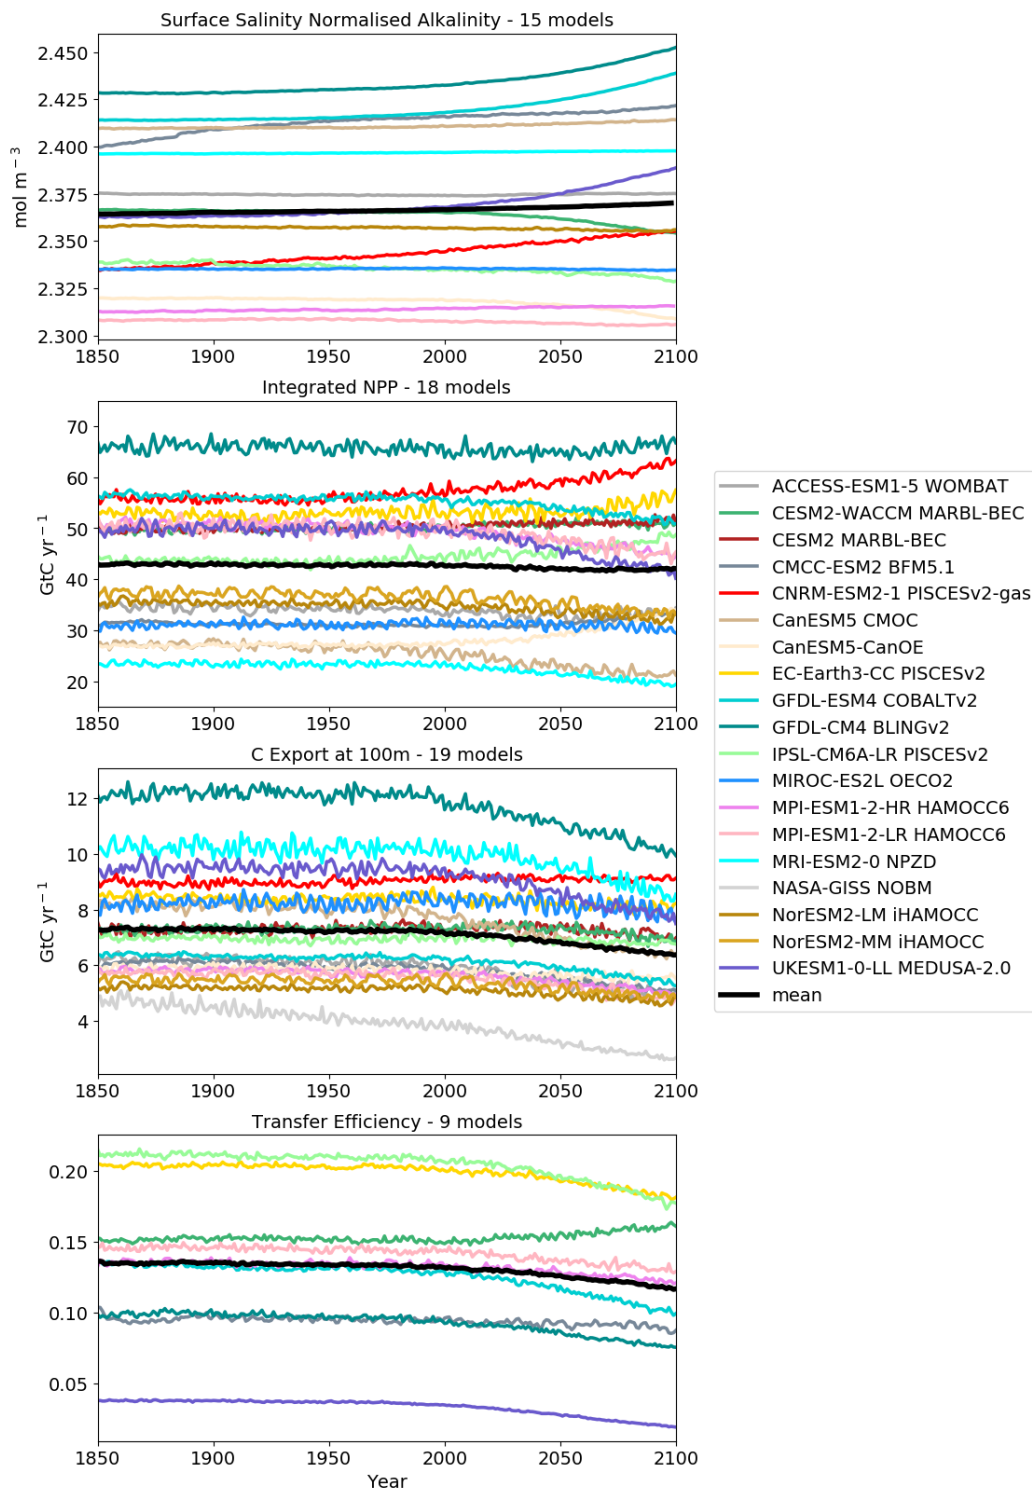 Surface Salinity Normalised Alkalinity - 15 models
mol m⁻³
2.450
2.425
2.400
2.375
2.350
2.325
2.300
1850 1900 1950 2000 2050 2100
Integrated NPP - 18 models
GtC yr⁻¹
70
60
50
40
30
20
1850 1900 1950 2000 2050 2100
C Export at 100m - 19 models
GtC yr⁻¹
12
10
8
6
4
1850 1900 1950 2000 2050 2100
Transfer Efficiency - 9 models
0.20
0.15
0.10
0.05
1850 1900 1950 2000 2050 2100
Year
ACCESS-ESM1-5 WOMBAT
CESM2-WACCM MARBL-BEC
CESM2 MARBL-BEC
CMCC-ESM2 BFM5.1
CNRM-ESM2-1 PISCESv2-gas
CanESM5 CMOC
CanESM5-CanOE
EC-Earth3-CC PISCESv2
GFDL-ESM4 COBALTv2
GFDL-CM4 BLINGv2
IPSL-CM6A-LR PISCESv2
MIROC-ES2L OECO2
MPI-ESM1-2-HR HAMOCC6
MPI-ESM1-2-LR HAMOCC6
MRI-ESM2-0 NPZD
NASA-GISS NOBM
NorESM2-LM iHAMOCC
NorESM2-MM iHAMOCC
UKESM1-0-LL MEDUSA-2.0
mean